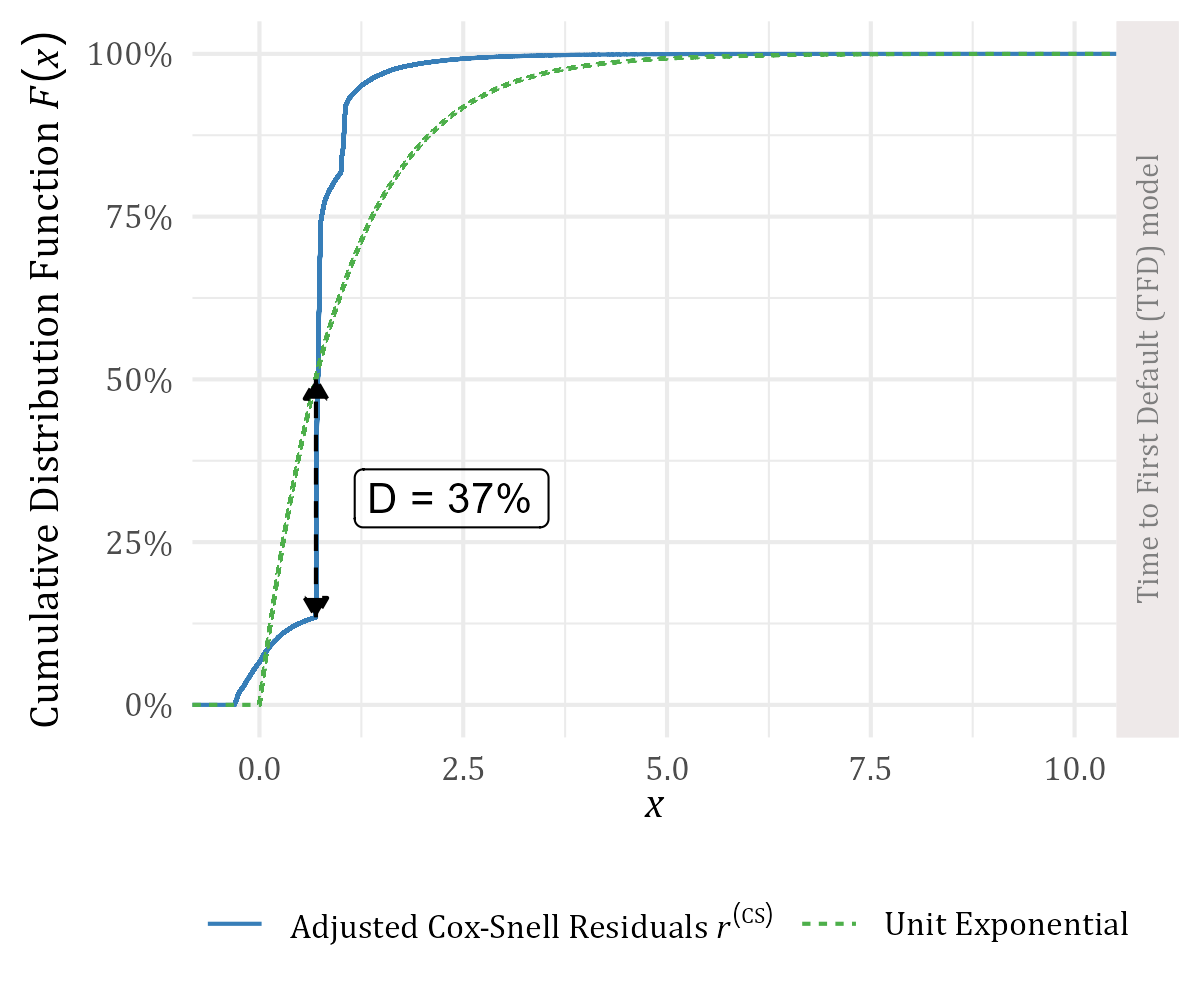 Cumulative Distribution Function F(x)
100%
75%
50%
25%
0%
D = 37%
Time to First Default (TFD) model
0.0 2.5 5.0 7.5 10.0
x
Adjusted Cox-Snell Residuals r^(CS) Unit Exponential